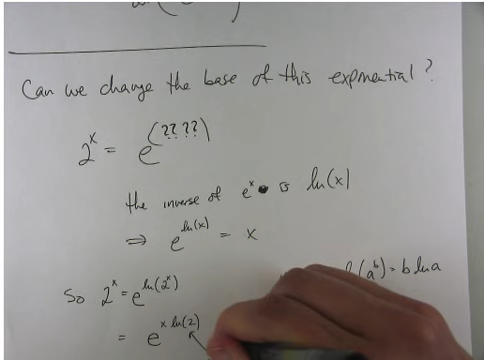 Can we change the base of this exponential?
2^x = e^(????)
the inverse of e^x is ln(x)
⇒ e^ln(x) = x
(a^b) = b ln a
So 2^x = e^ln(2^x)
= e^x ln(2)